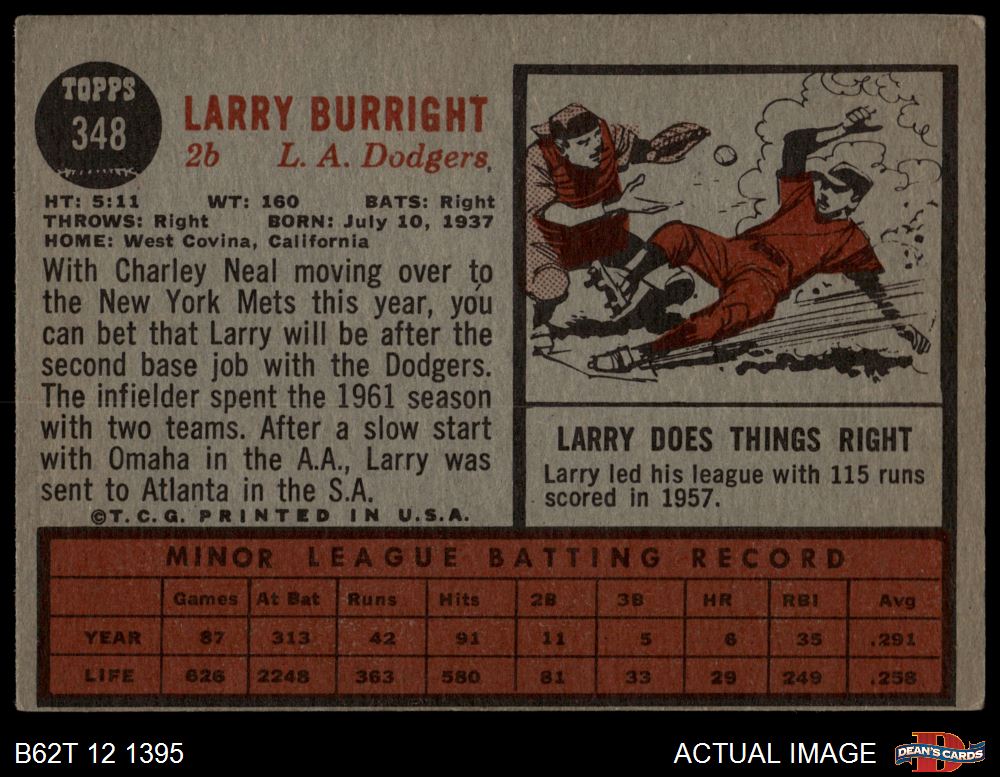 TOPPS
348
LARRY BURRIGHT
2b L. A. Dodgers
HT: 5:11 WT: 160 BATS: Right
THROWS: Right BORN: July 10, 1937
HOME: West Covina, California
With Charley Neal moving over to
the New York Mets this year, you
can bet that Larry will be after the
second base job with the Dodgers.
The infielder spent the 1961 season
with two teams. After a slow start
with Omaha in the A.A., Larry was
sent to Atlanta in the S.A.
©T.C.G. PRINTED IN U.S.A.
LARRY DOES THINGS RIGHT
Larry led his league with 115 runs
scored in 1957.
MINOR LEAGUE BATTING RECORD
Games At Bat Runs Hits 2B 3B HR RBI Avg
YEAR 87 313 42 91 11 5 6 35 .291
LIFE 626 2248 363 580 81 33 29 249 .258
B62T 12 1395
ACTUAL IMAGE
DEAN'S CARDS